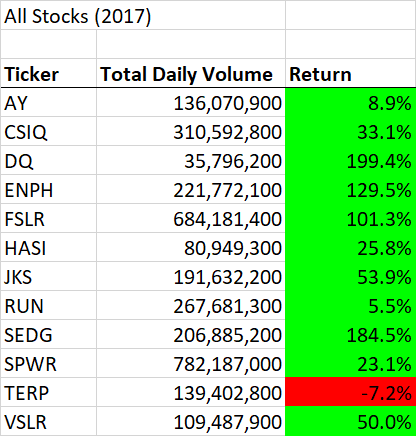 All Stocks (2017)
Ticker Total Daily Volume Return
AY 136,070,900 8.9%
CSIQ 310,592,800 33.1%
DQ 35,796,200 199.4%
ENPH 221,772,100 129.5%
FSLR 684,181,400 101.3%
HASI 80,949,300 25.8%
JKS 191,632,200 53.9%
RUN 267,681,300 5.5%
SEDG 206,885,200 184.5%
SPWR 782,187,000 23.1%
TERP 139,402,800 -7.2%
VSLR 109,487,900 50.0%